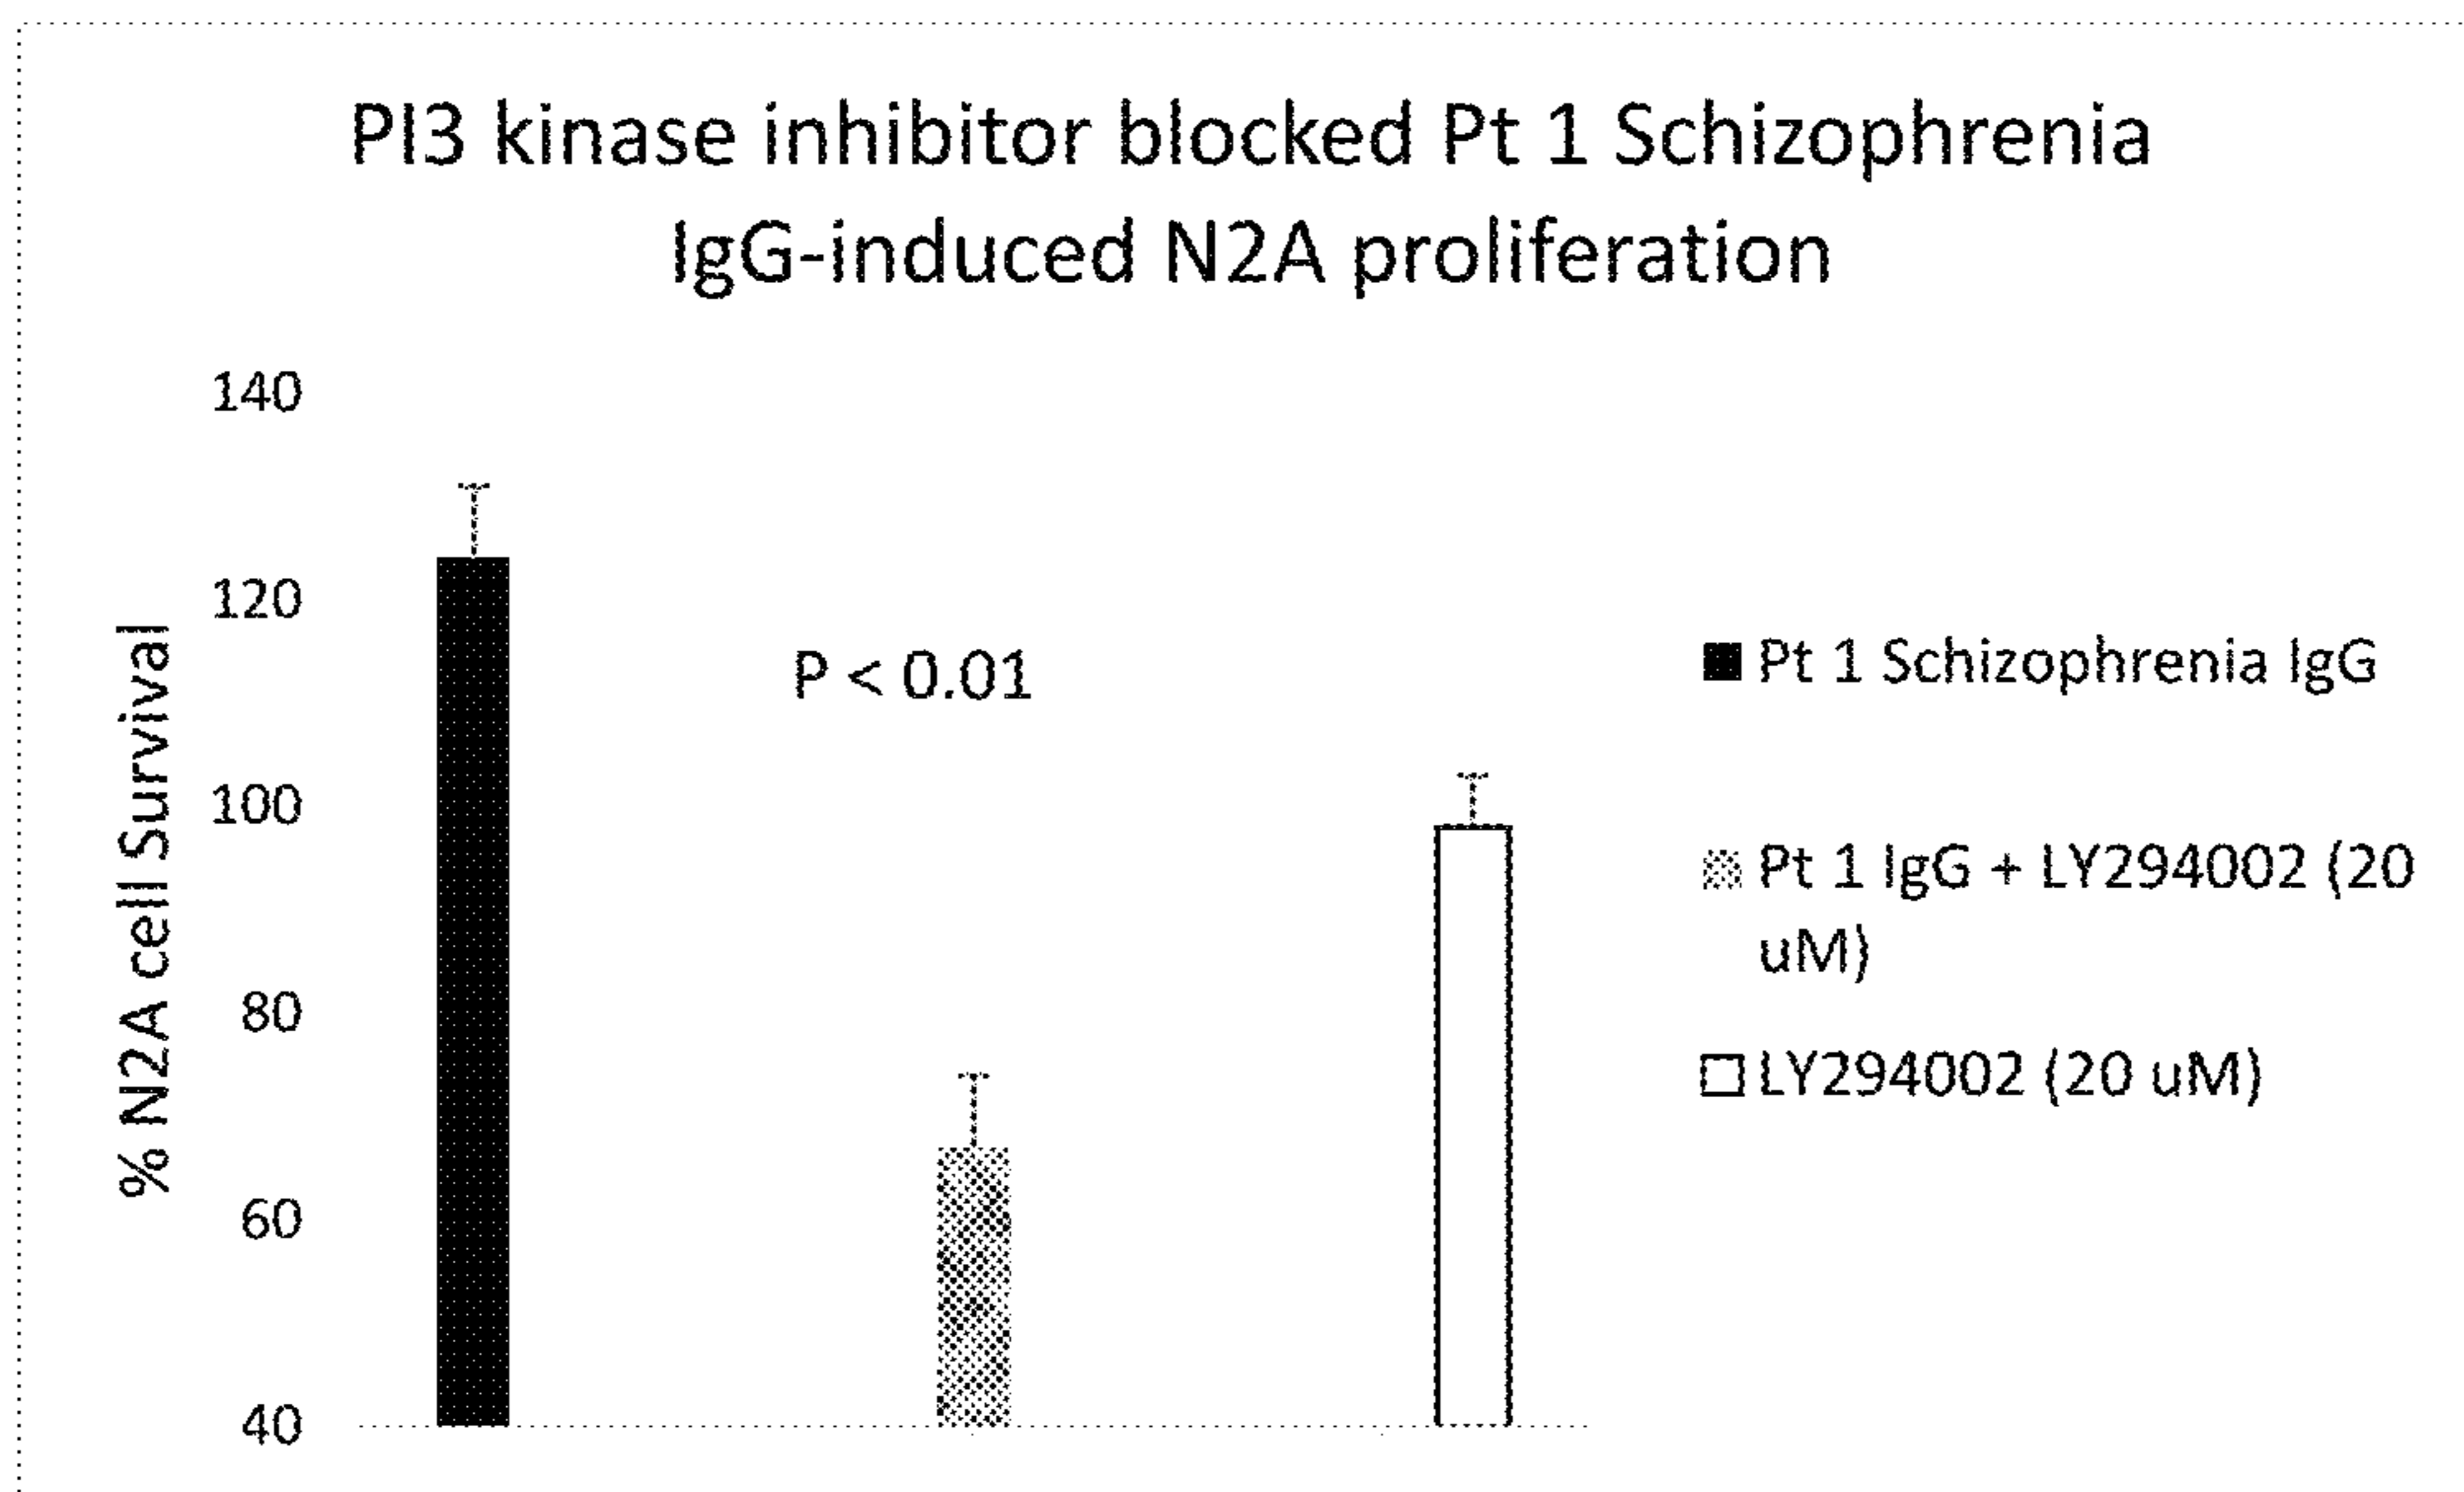 PI3 kinase inhibitor blocked Pt 1 Schizophrenia
IgG-induced N2A proliferation
140
120
100
80
60
40
% N2A cell Survival
P < 0.01
Pt 1 Schizophrenia IgG
Pt 1 IgG + LY294002 (20
uM)
LY294002 (20 uM)